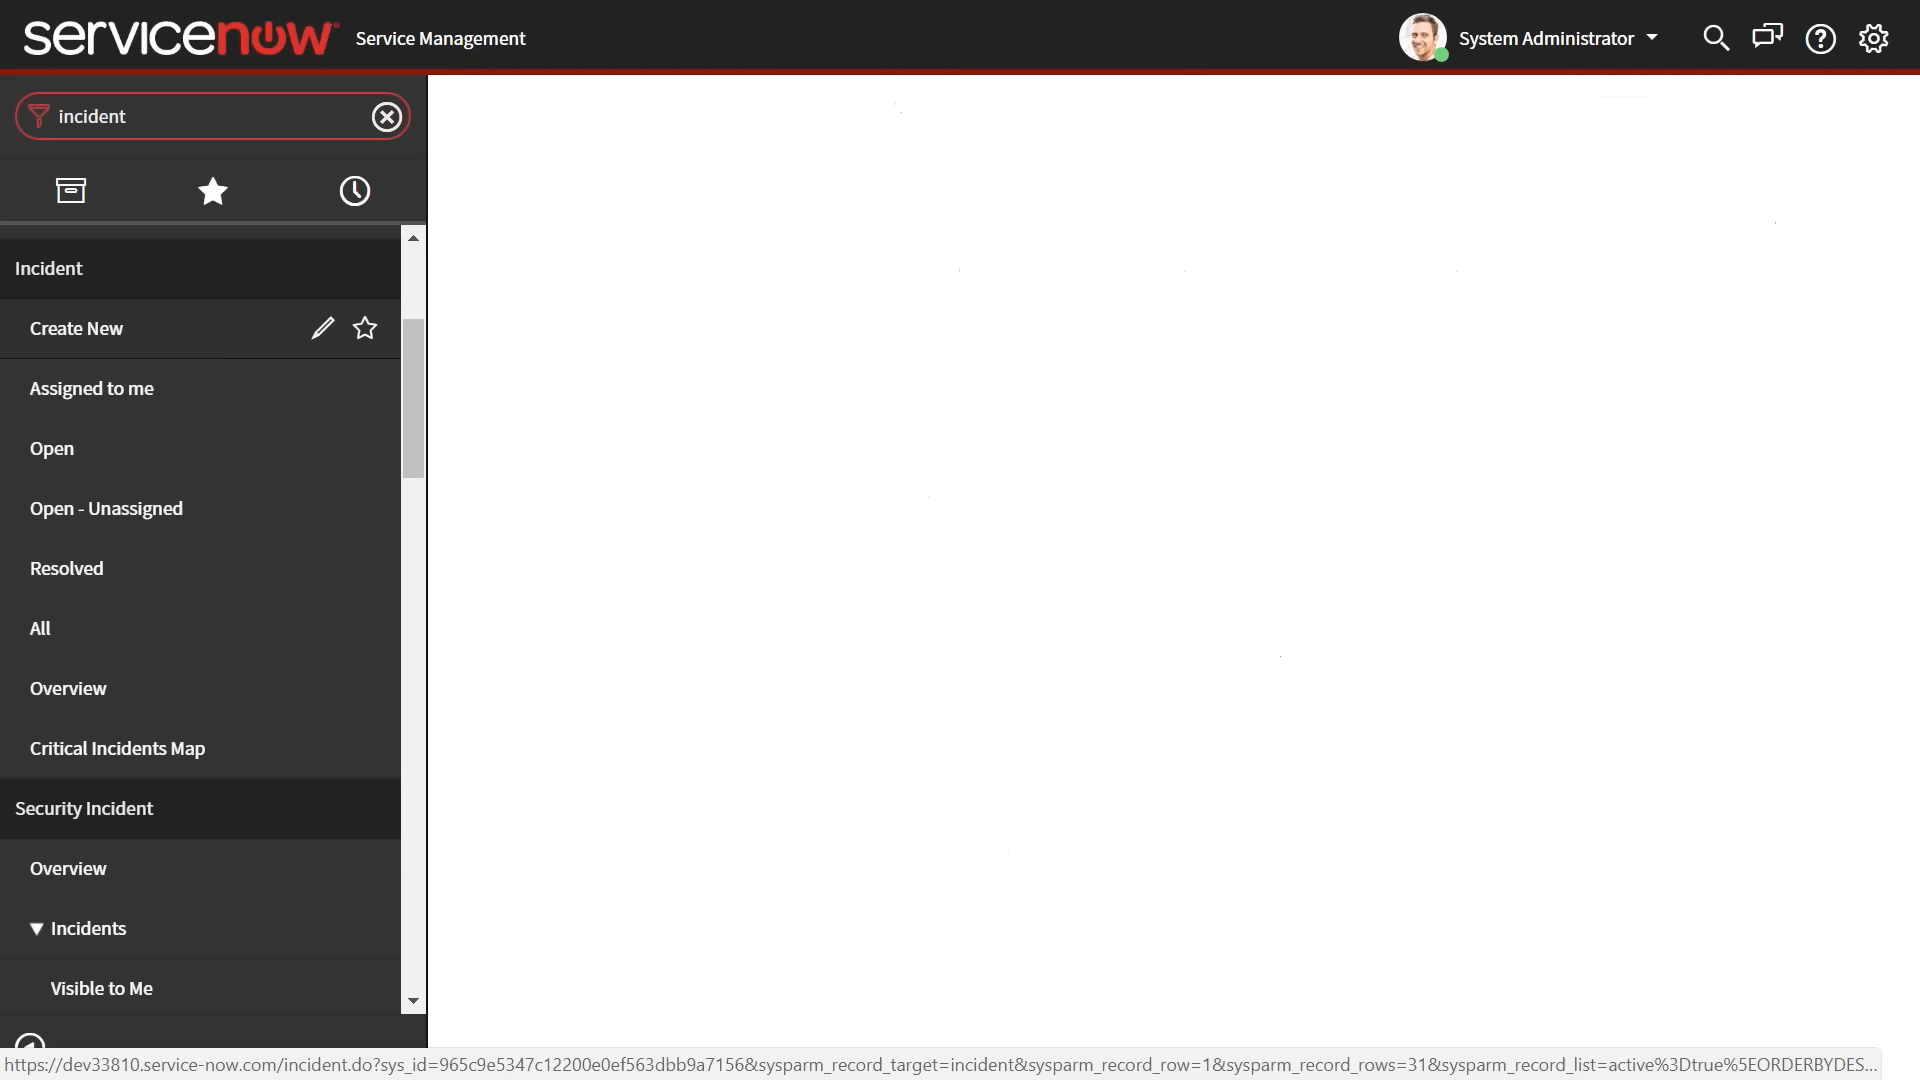 servicenow Service Management
System Administrator
incident
Incident
Create New
Assigned to me
Open
Open - Unassigned
Resolved
All
Overview
Critical Incidents Map
Security Incident
Overview
Incidents
Visible to Me
https://dev33810.service-now.com/incident.do?sys_id=965c9e5347c12200e0ef563dbb9a7156&sysparm_record_target=incident&sysparm_record_row=1&sysparm_record_rows=31&sysparm_record_list=active%3Dtrue%5EORDERBYDES...